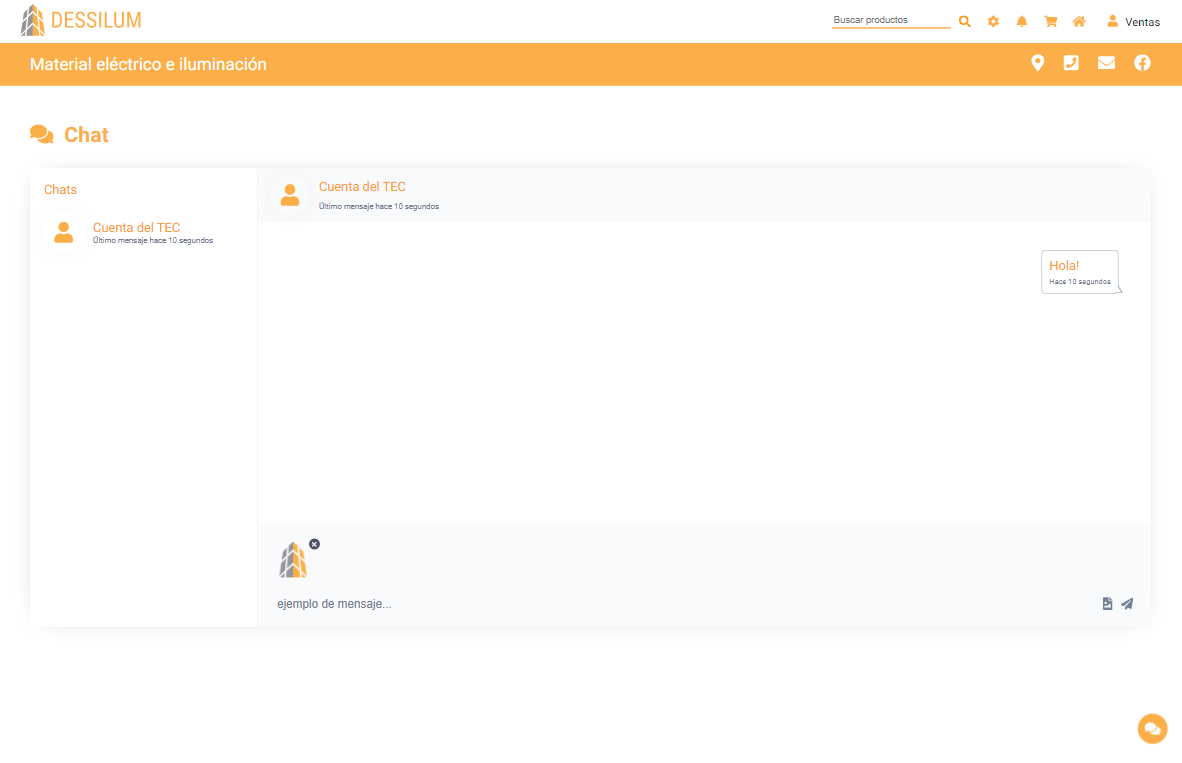 DESSILUM
Buscar productos
Ventas
Material eléctrico e iluminación
Chat
Chats
Cuenta del TEC
Último mensaje hace 10 segundos
Cuenta del TEC
Último mensaje hace 10 segundos
Hola!
Hace 10 segundos
ejemplo de mensaje...